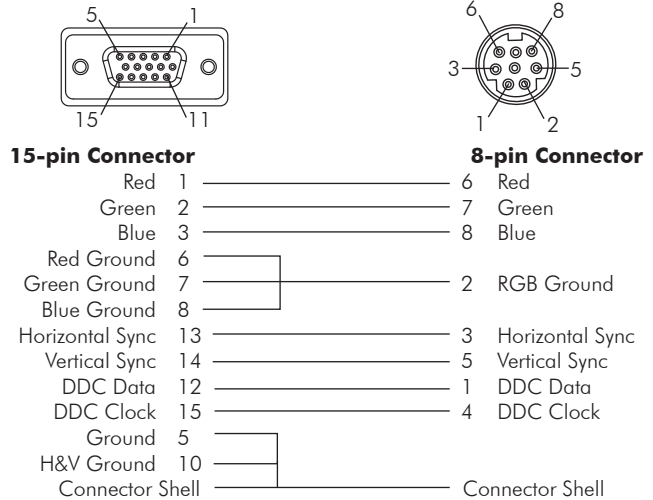 5 1 6 8
3 5
15 11 1 2
15-pin Connector 8-pin Connector
Red 1 6 Red
Green 2 7 Green
Blue 3 8 Blue
Red Ground 6
Green Ground 7 2 RGB Ground
Blue Ground 8
Horizontal Sync 13 3 Horizontal Sync
Vertical Sync 14 5 Vertical Sync
DDC Data 12 1 DDC Data
DDC Clock 15 4 DDC Clock
Ground 5
H&V Ground 10
Connector Shell Connector Shell